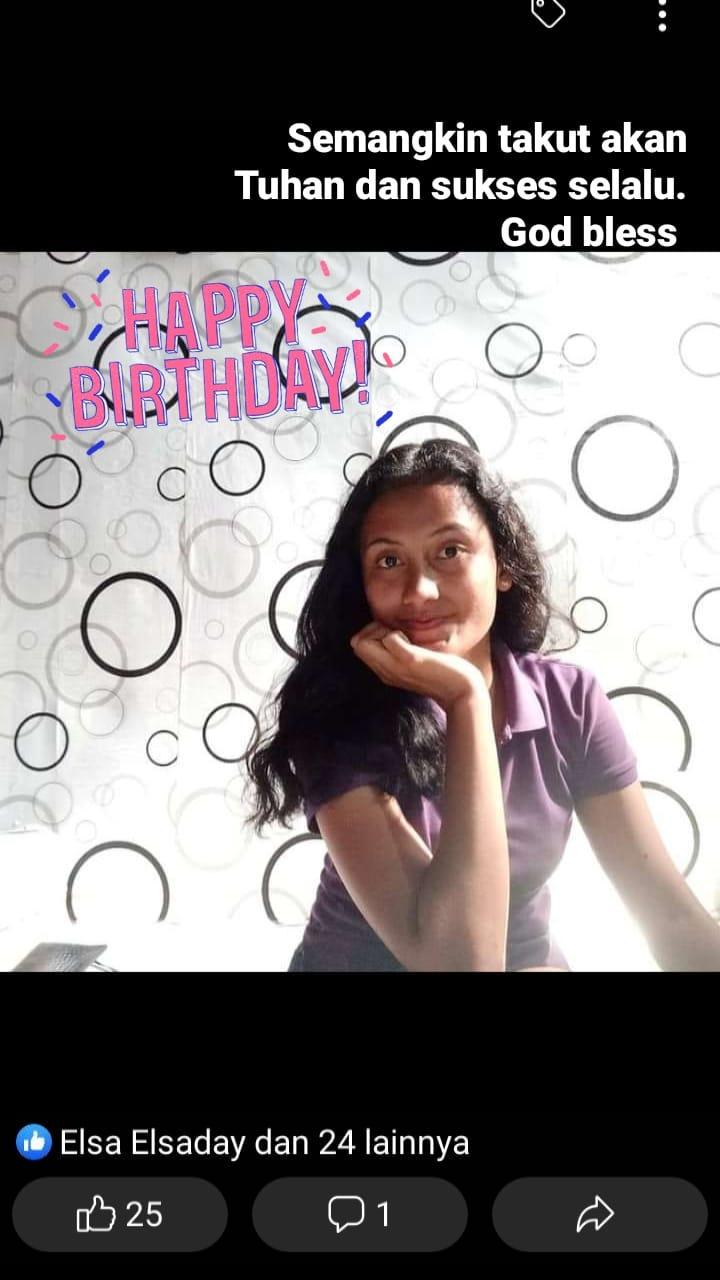 Semangkin takut akan
Tuhan dan sukses selalu.
God bless
HAPPY
BIRTHDAY!
Elsa Elsaday dan 24 lainnya
25
1